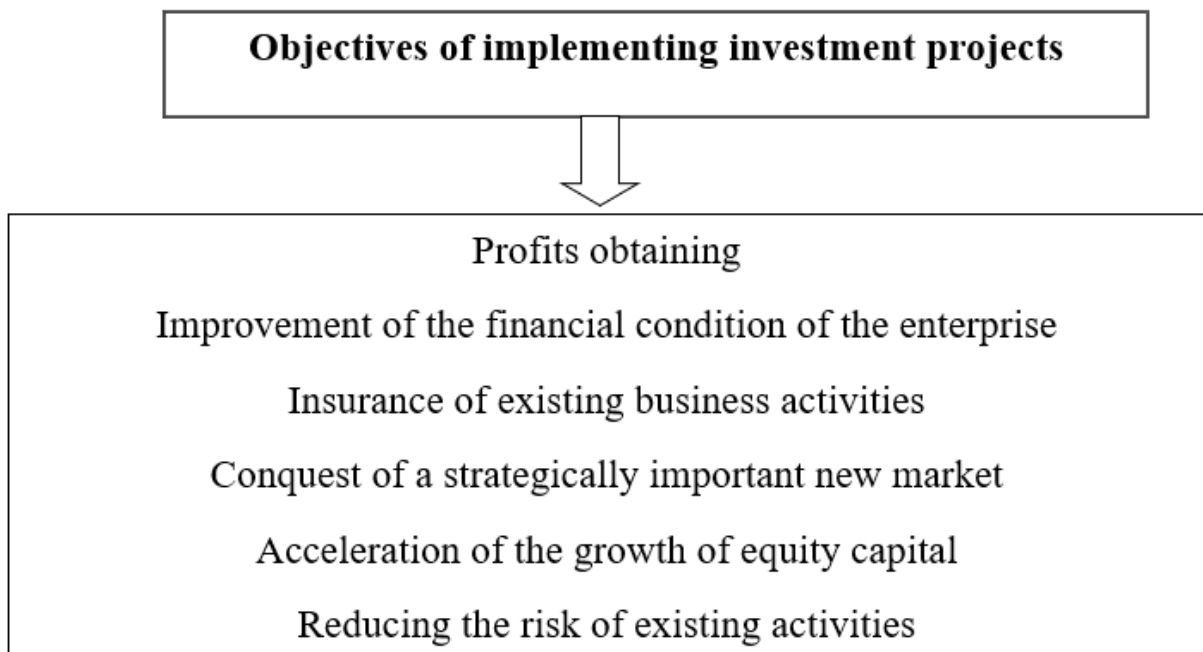 Objectives of implementing investment projects
Profits obtaining
Improvement of the financial condition of the enterprise
Insurance of existing business activities
Conquest of a strategically important new market
Acceleration of the growth of equity capital
Reducing the risk of existing activities